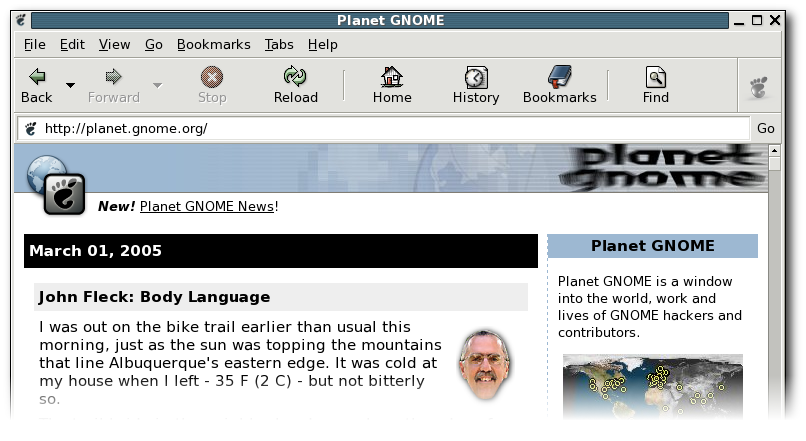 Planet GNOME
File Edit View Go Bookmarks Tabs Help
Back Forward Stop Reload Home History Bookmarks Find
http://planet.gnome.org/ Go
planet
gnome
New! Planet GNOME News!
March 01, 2005
John Fleck: Body Language
I was out on the bike trail earlier than usual this
morning, just as the sun was topping the mountains
that line Albuquerque's eastern edge. It was cold at
my house when I left - 35 F (2 C) - but not bitterly
so.
Planet GNOME
Planet GNOME is a window
into the world, work and
lives of GNOME hackers and
contributors.